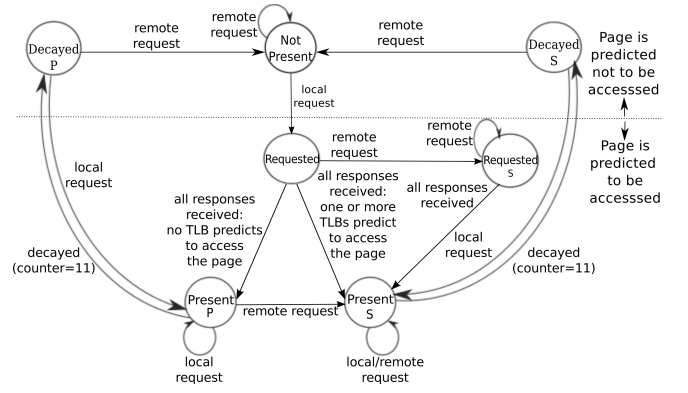 remote
request
Decayed
P
remote
request
Not
Present
remote
request
Decayed
S
Page is
predicted
not to be
accesssed
local
request
Page is
predicted
to be
accesssed
Requested
remote
request
remote
request
Requested
s
local
request
all responses
received:
no TLB predicts
to access
the page
all responses
received:
one or more
TLBs predict
to access
the page
all responses
received
local
request
decayed
(counter=11)
decayed
(counter=11)
Present
P
remote request
Present
S
local
request
local/remote
request